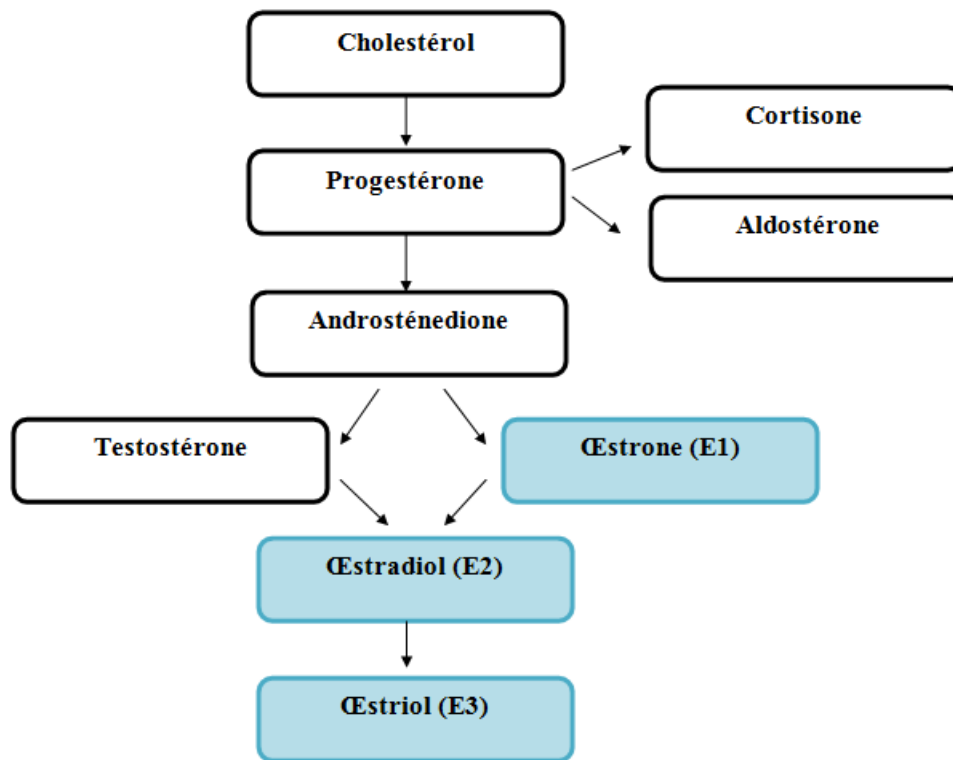 Cholestérol
Cortisone
Progestérone
Aldostérone
Androsténedione
Testostérone
Œstrone (E1)
Œstradiol (E2)
Œstriol (E3)